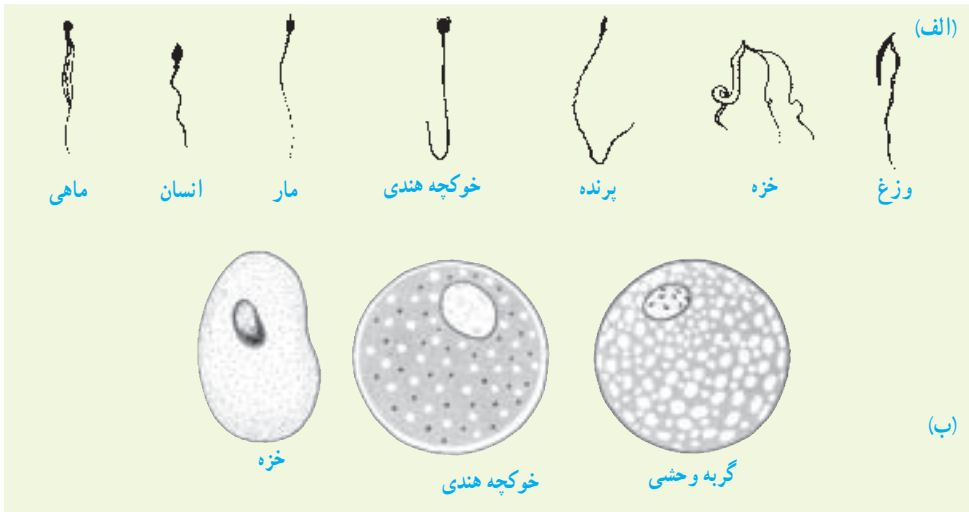 (الف)
وزغ خزه پرنده خوکچه هندی مار انسان ماهی
(ب)
گربه وحشی خوکچه هندی خزه